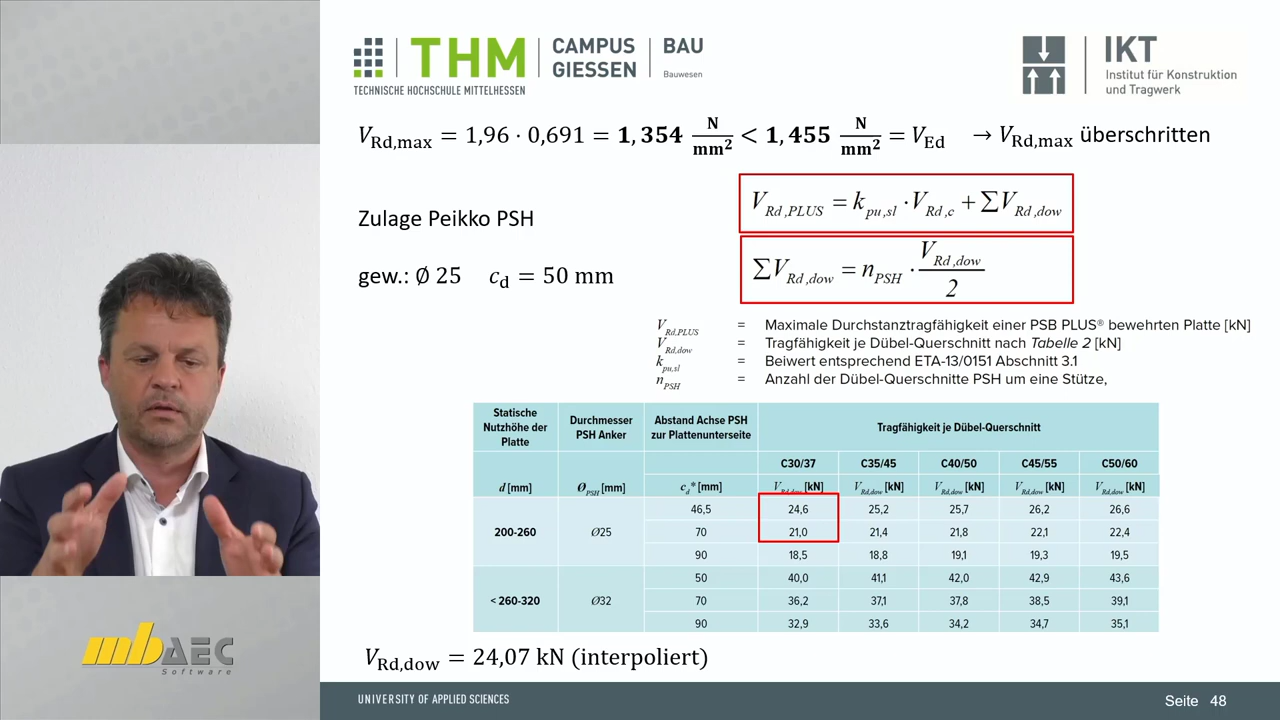 THM
CAMPUS
GIESSEN
BAU
Bauwesen
TECHNISCHE HOCHSCHULE MITTELHESSEN
IKT
Institut für Konstruktion
und Tragwerk
V_Rd,max = 1,96 · 0,691 = 1,354 N/mm² < 1,455 N/mm² = V_Ed → V_Rd,max überschritten
Zulage Peikko PSH
V_Rd,PLUS = k_pu,sl · V_Rd,c + ∑V_Rd,dow
gew.: Ø 25 c_d = 50 mm
∑V_Rd,dow = n_PSH · V_Rd,dow / 2
V_Rd,PLUS = Maximale Durchstanztragfähigkeit einer PSB PLUS® bewehrten Platte [kN]
V_Rd,dow = Tragfähigkeit je Dübel-Querschnitt nach Tabelle 2 [kN]
k_pu,sl = Beiwert entsprechend ETA-13/0151 Abschnitt 3.1
n_PSH = Anzahl der Dübel-Querschnitte PSH um eine Stütze,
Statische Nutzhöhe der Platte Durchmesser PSH Anker Abstand Achse PSH zur Plattenunterseite Tragfähigkeit je Dübel-Querschnitt
C30/37 C35/45 C40/50 C45/55 C50/60
d [mm] Ø_PSH [mm] c_d* [mm] V_Rd,dow [kN] V_Rd,dow [kN] V_Rd,dow [kN] V_Rd,dow [kN] V_Rd,dow [kN]
46,5 24,6 25,2 25,7 26,2 26,6
200-260 Ø25 70 21,0 21,4 21,8 22,1 22,4
90 18,5 18,8 19,1 19,3 19,5
50 40,0 41,1 42,0 42,9 43,6
< 260-320 Ø32 70 36,2 37,1 37,8 38,5 39,1
90 32,9 33,6 34,2 34,7 35,1
V_Rd,dow = 24,07 kN (interpoliert)
mb AEC
Software
UNIVERSITY OF APPLIED SCIENCES
Seite 48